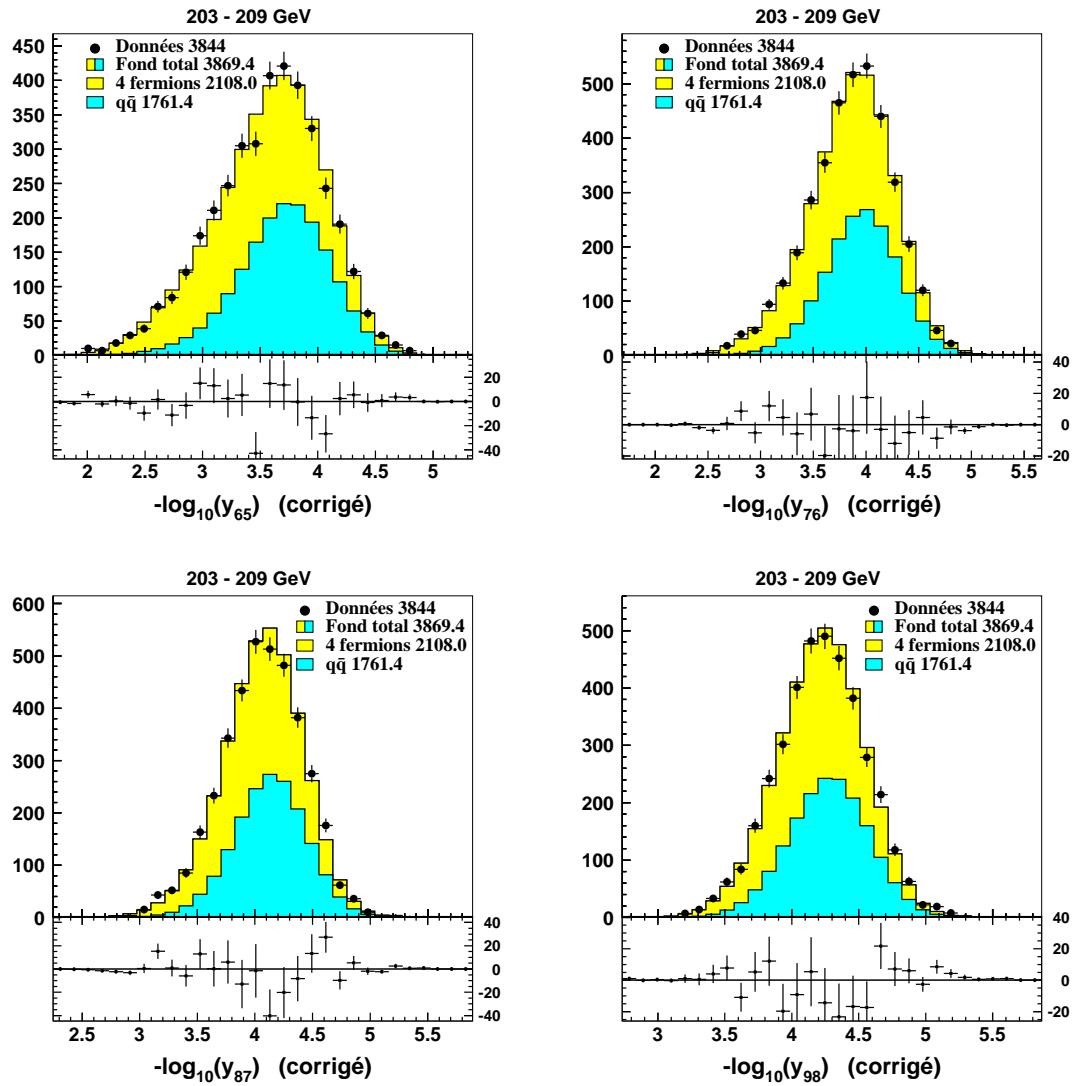 203 - 209 GeV
Données 3844
Fond total 3869.4
4 fermions 2108.0
qq̄ 1761.4
450
400
350
300
250
200
150
100
50
0
20
0
-20
-40
2 2.5 3 3.5 4 4.5 5
-log10(y65) (corrigé)
203 - 209 GeV
Données 3844
Fond total 3869.4
4 fermions 2108.0
qq̄ 1761.4
500
400
300
200
100
0
40
20
0
-20
2 2.5 3 3.5 4 4.5 5 5.5
-log10(y76) (corrigé)
203 - 209 GeV
Données 3844
Fond total 3869.4
4 fermions 2108.0
qq̄ 1761.4
600
500
400
300
200
100
0
40
20
0
-20
-40
2.5 3 3.5 4 4.5 5 5.5
-log10(y87) (corrigé)
203 - 209 GeV
Données 3844
Fond total 3869.4
4 fermions 2108.0
qq̄ 1761.4
500
400
300
200
100
0
40
20
0
-20
3 3.5 4 4.5 5 5.5
-log10(y98) (corrigé)